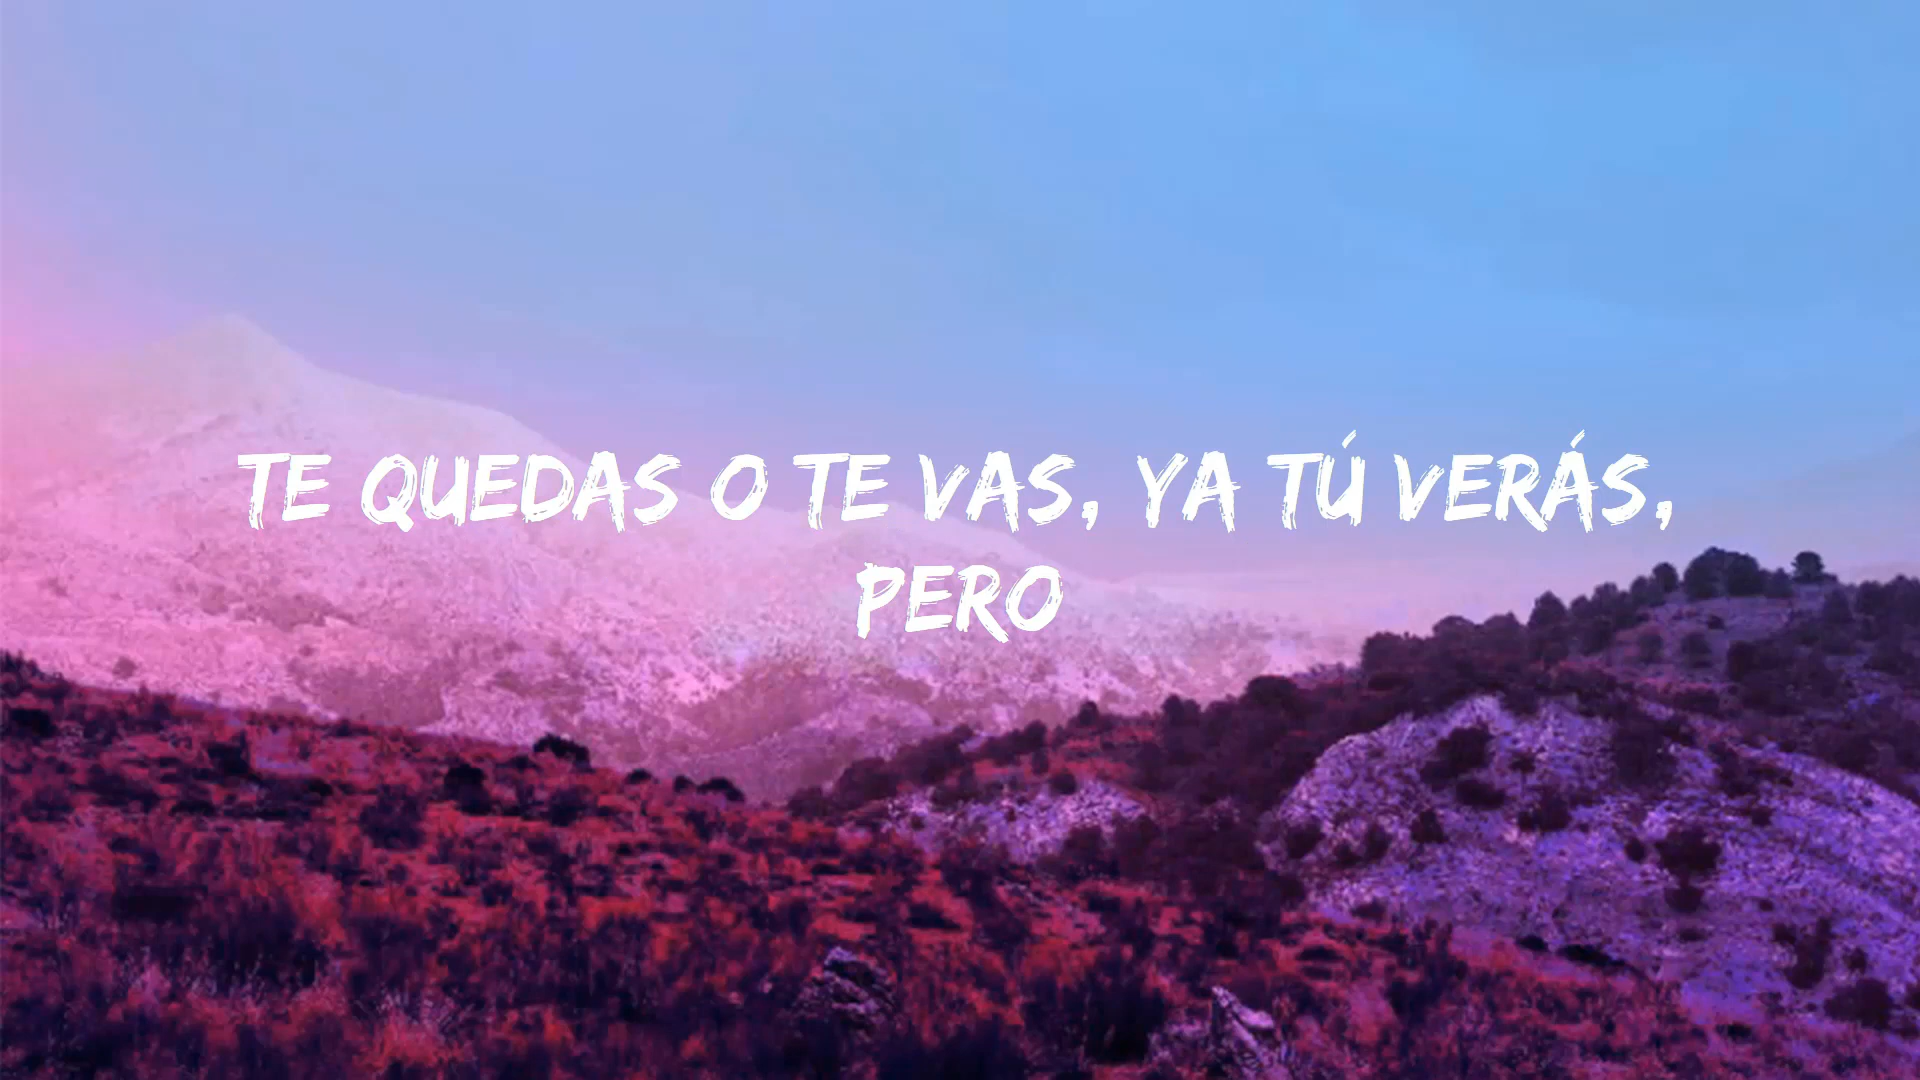 TE QUEDAS O TE VAS, YA TÚ VERÁS,
PERO